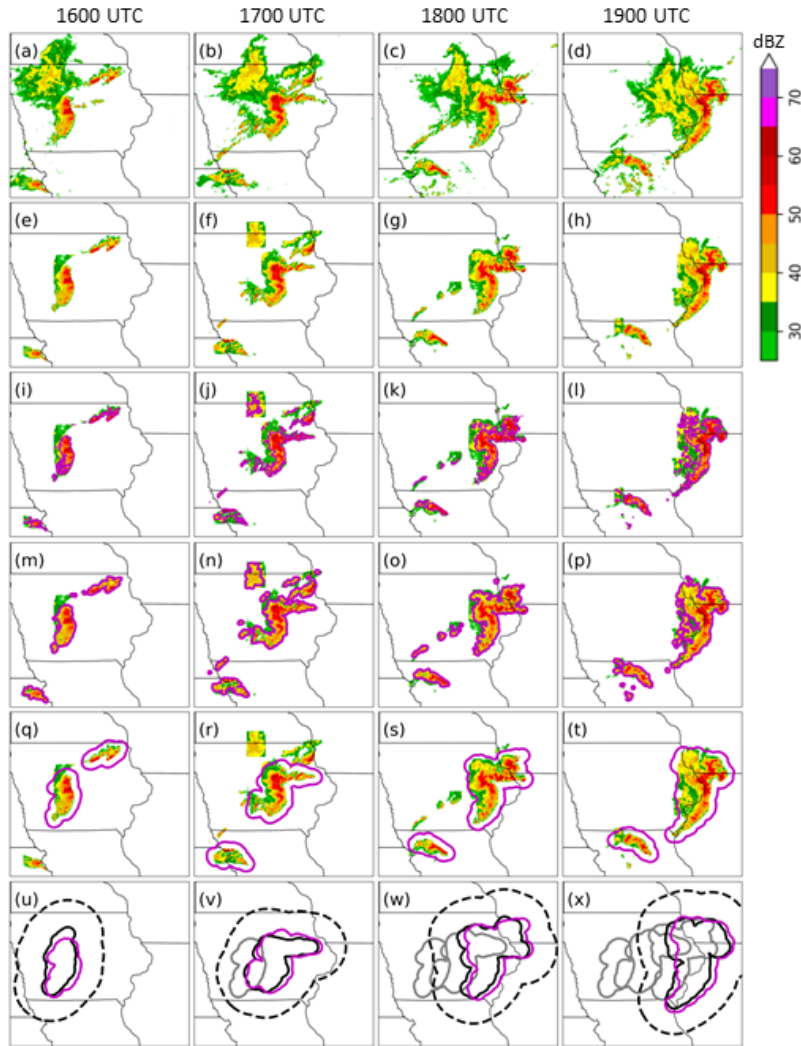 1600 UTC 1700 UTC 1800 UTC 1900 UTC
dBZ
(a) (b) (c) (d)
70
60
50
40
30
(e) (f) (g) (h)
(i) (j) (k) (l)
(m) (n) (o) (p)
(q) (r) (s) (t)
(u) (v) (w) (x)